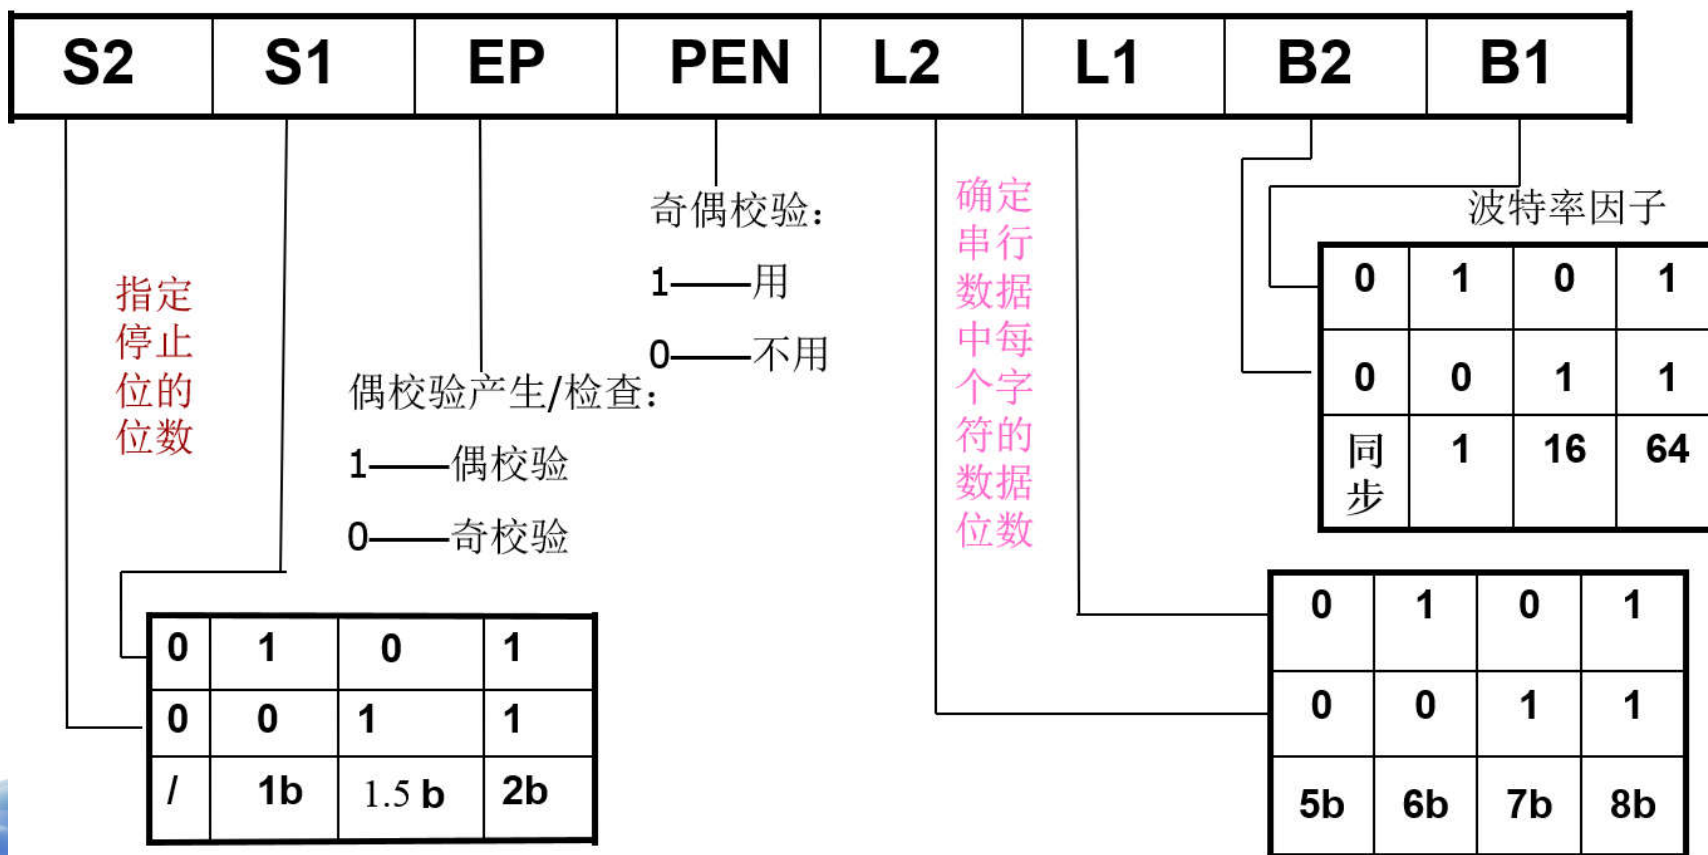 S2 S1 EP PEN L2 L1 B2 B1
奇偶校验：
1——用
0——不用
偶校验产生/检查：
1——偶校验
0——奇校验
指定
停止
位的
位数
确定
串行
数据
中每
个字
符的
数据
位数
波特率因子
0 1 0 1
0 0 1 1
同步 1 16 64
0 1 0 1
0 0 1 1
/ 1b 1.5 b 2b
0 1 0 1
0 0 1 1
5b 6b 7b 8b